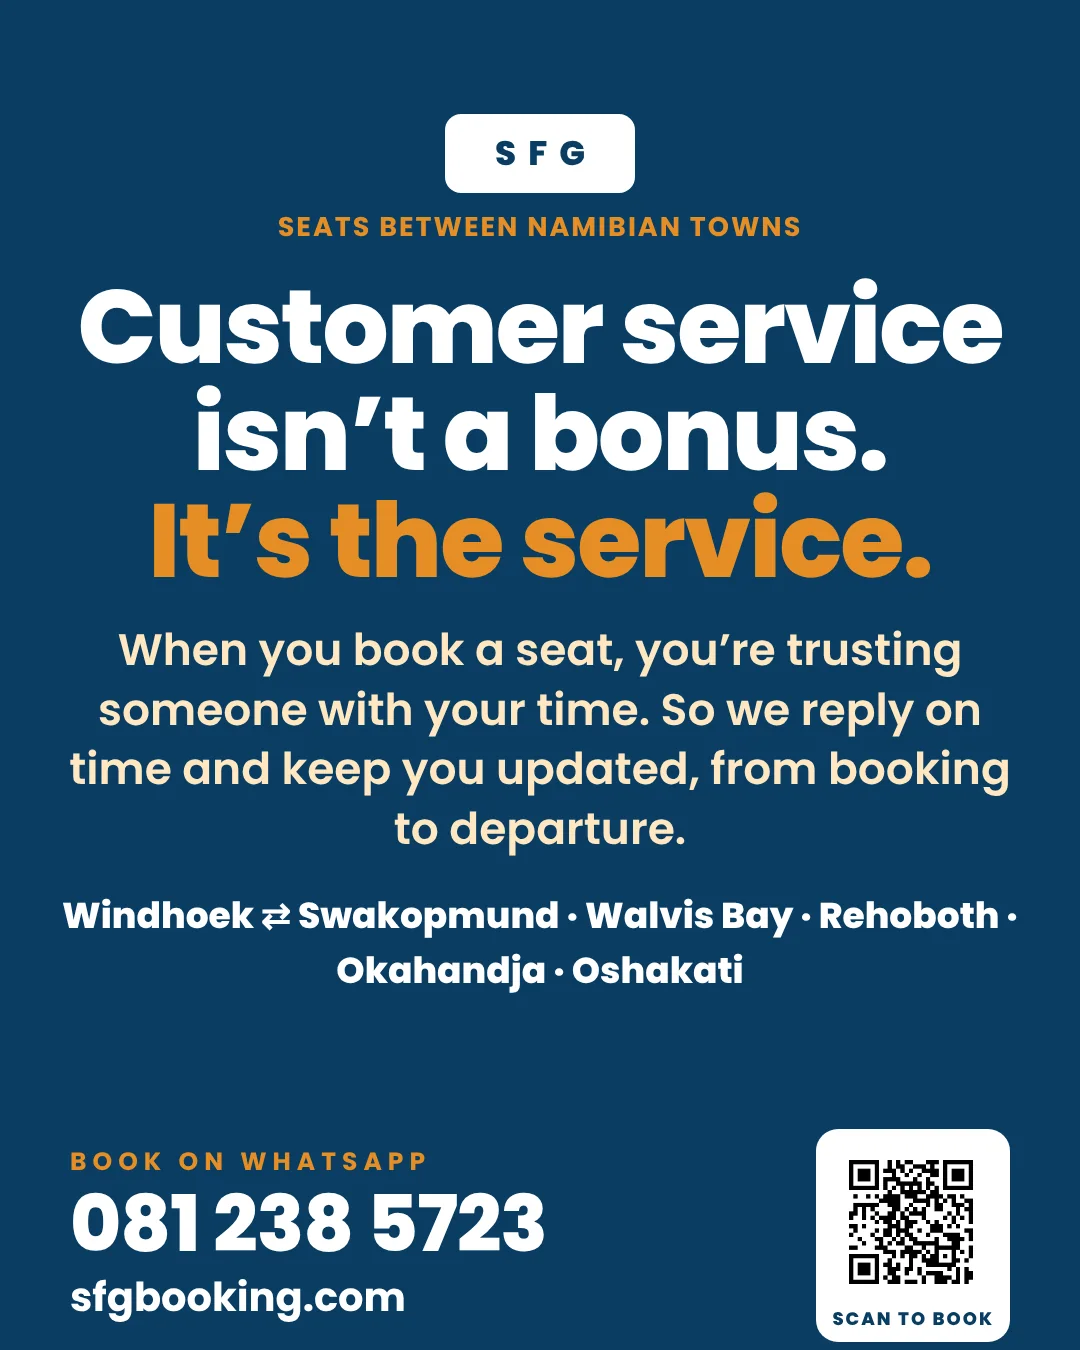 SFG
SEATS BETWEEN NAMIBIAN TOWNS
Customer service
isn’t a bonus.
It’s the service.
When you book a seat, you’re trusting
someone with your time. So we reply on
time and keep you updated, from booking
to departure.
Windhoek ⇄ Swakopmund · Walvis Bay · Rehoboth ·
Okahandja · Oshakati
BOOK ON WHATSAPP
081 238 5723
sfgbooking.com
SCAN TO BOOK